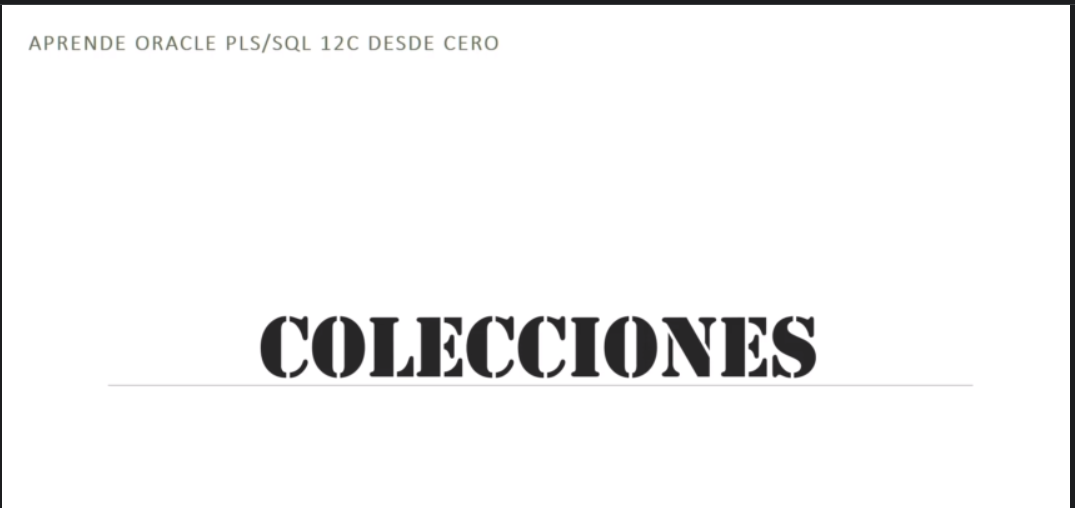 APRENDE ORACLE PLS/SQL 12C DESDE CERO
COLECCIONES